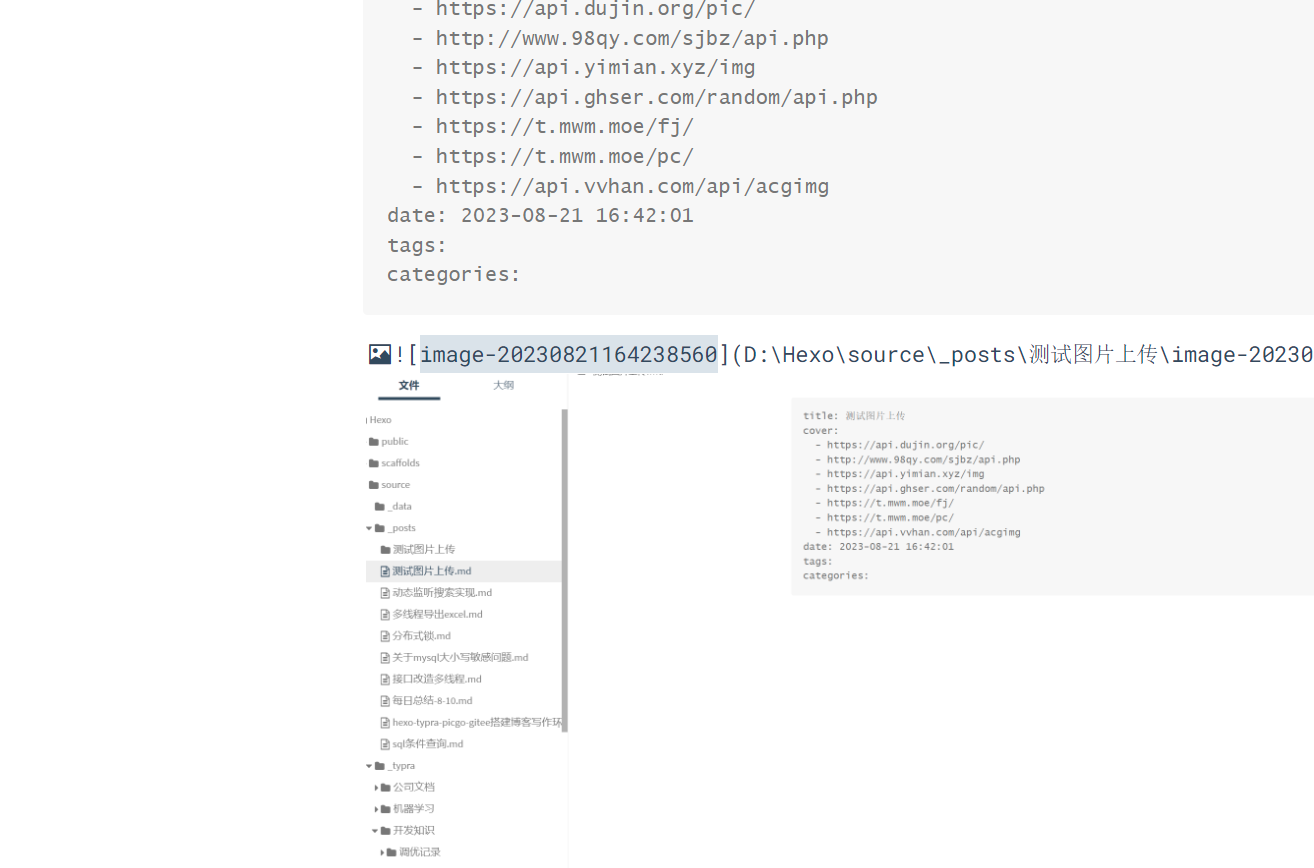 - https://api.dujin.org/pic/
- http://www.98qy.com/sjbz/api.php
- https://api.yimian.xyz/img
- https://api.ghser.com/random/api.php
- https://t.mwm.moe/fj/
- https://t.mwm.moe/pc/
- https://api.vvhan.com/api/acgimg
date: 2023-08-21 16:42:01
tags:
categories:
![image-20230821164238560](D:\Hexo\source\_posts\测试图片上传\image-20230
文件 大纲
Hexo
public
scaffolds
source
_data
_posts
测试图片上传
测试图片上传.md
动态监听搜索实现.md
多线程导出excel.md
分布式锁.md
关于mysql大小写敏感问题.md
接口改造多线程.md
每日总结-8-10.md
hexo-typra-picgo-gitee搭建博客写作环
sql条件查询.md
_typra
公司文档
机器学习
开发知识
调优记录
title: 测试图片上传
cover:
- https://api.dujin.org/pic/
- http://www.98qy.com/sjbz/api.php
- https://api.yimian.xyz/img
- https://api.ghser.com/random/api.php
- https://t.mwm.moe/fj/
- https://t.mwm.moe/pc/
- https://api.vvhan.com/api/acgimg
date: 2023-08-21 16:42:01
tags:
categories: